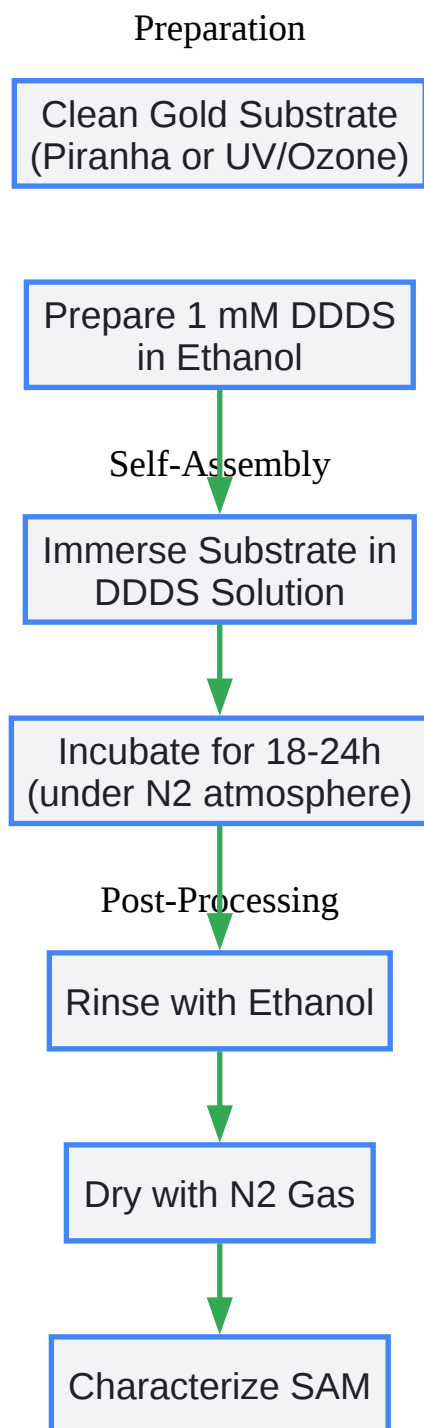 Preparation
Clean Gold Substrate
(Piranha or UV/Ozone)
Prepare 1 mM DDDS
in Ethanol
Self-Assembly
Immerse Substrate in
DDDS Solution
Incubate for 18-24h
(under N2 atmosphere)
Post-Processing
Rinse with Ethanol
Dry with N2 Gas
Characterize SAM